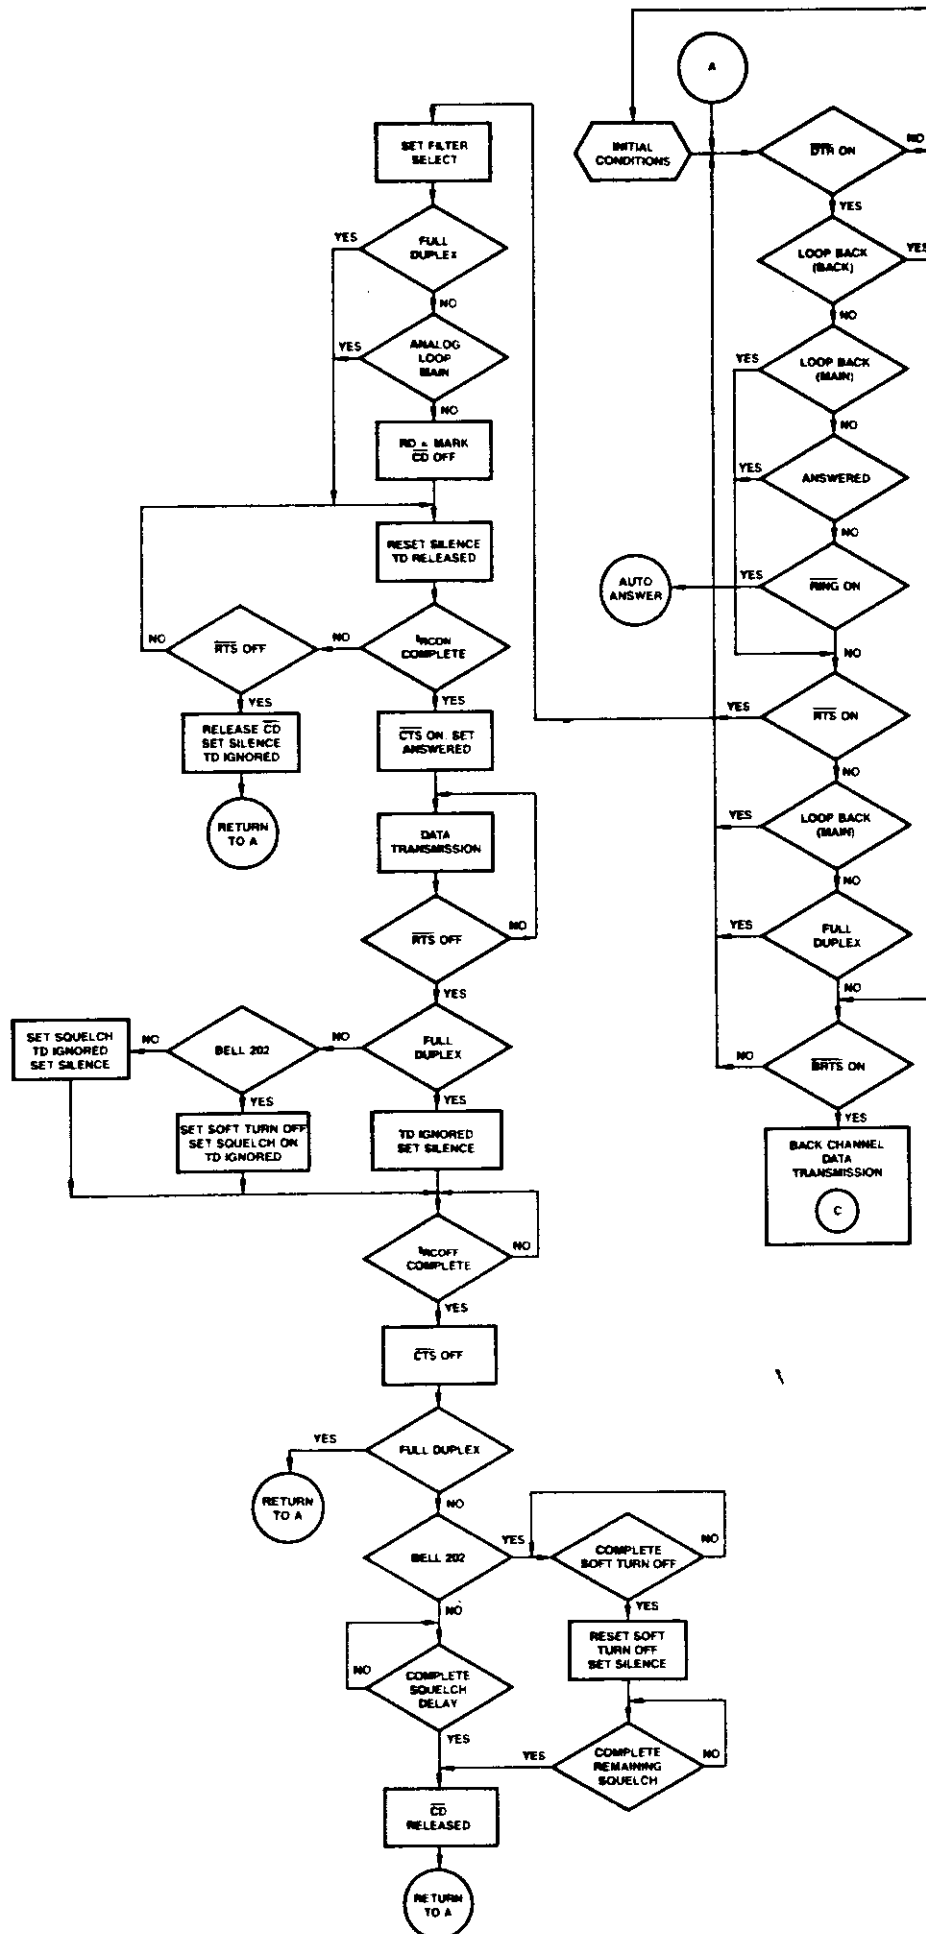 A
INITIAL
CONDITIONS
DTR ON
NO
YES
LOOP BACK
(BACK)
YES
NO
LOOP BACK
(MAIN)
YES
NO
ANSWERED
YES
NO
RING ON
YES
AUTO
ANSWER
NO
RTS ON
YES
NO
LOOP BACK
(MAIN)
YES
NO
FULL
DUPLEX
YES
NO
BRTS ON
NO
YES
BACK CHANNEL
DATA
TRANSMISSION
C
SET FILTER
SELECT
FULL
DUPLEX
YES
NO
ANALOG
LOOP
MAIN
YES
NO
RD = MARK
CD OFF
RESET SILENCE
TD RELEASED
tRCON
COMPLETE
NO
YES
RTS OFF
NO
YES
RELEASE CD
SET SILENCE
TD IGNORED
RETURN
TO A
CTS ON. SET
ANSWERED
DATA
TRANSMISSION
RTS OFF
NO
YES
FULL
DUPLEX
NO
YES
BELL 202
NO
YES
SET SQUELCH
TD IGNORED
SET SILENCE
SET SOFT TURN OFF
SET SQUELCH ON
TD IGNORED
TD IGNORED
SET SILENCE
tRCOFF
COMPLETE
NO
YES
CTS OFF
FULL DUPLEX
YES
RETURN
TO A
NO
BELL 202
YES
NO
COMPLETE
SOFT TURN OFF
NO
YES
RESET SOFT
TURN OFF
SET SILENCE
COMPLETE
SQUELCH
DELAY
NO
YES
COMPLETE
REMAINING
SQUELCH
NO
YES
CD
RELEASED
RETURN
TO A